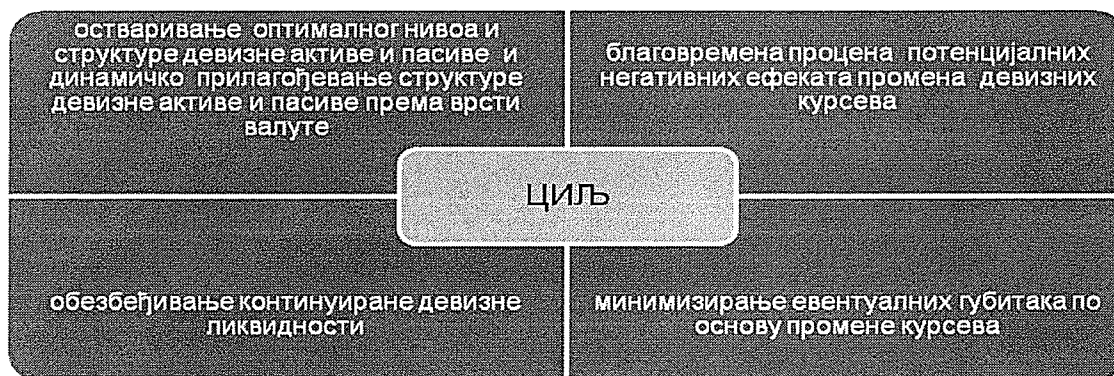 остваривање оптималног нивоа и
структуре девизне активе и пасиве и
динамичко прилагођевање структуре
девизне активе и пасиве према врсти
валуте
благовремена процена потенцијалних
негативних ефеката промена девизних
курсева
ЦИЉ
обезбеђивање континуиране девизне
ликвидности
минимизирање евентуалних губитака по
основу промене курсева